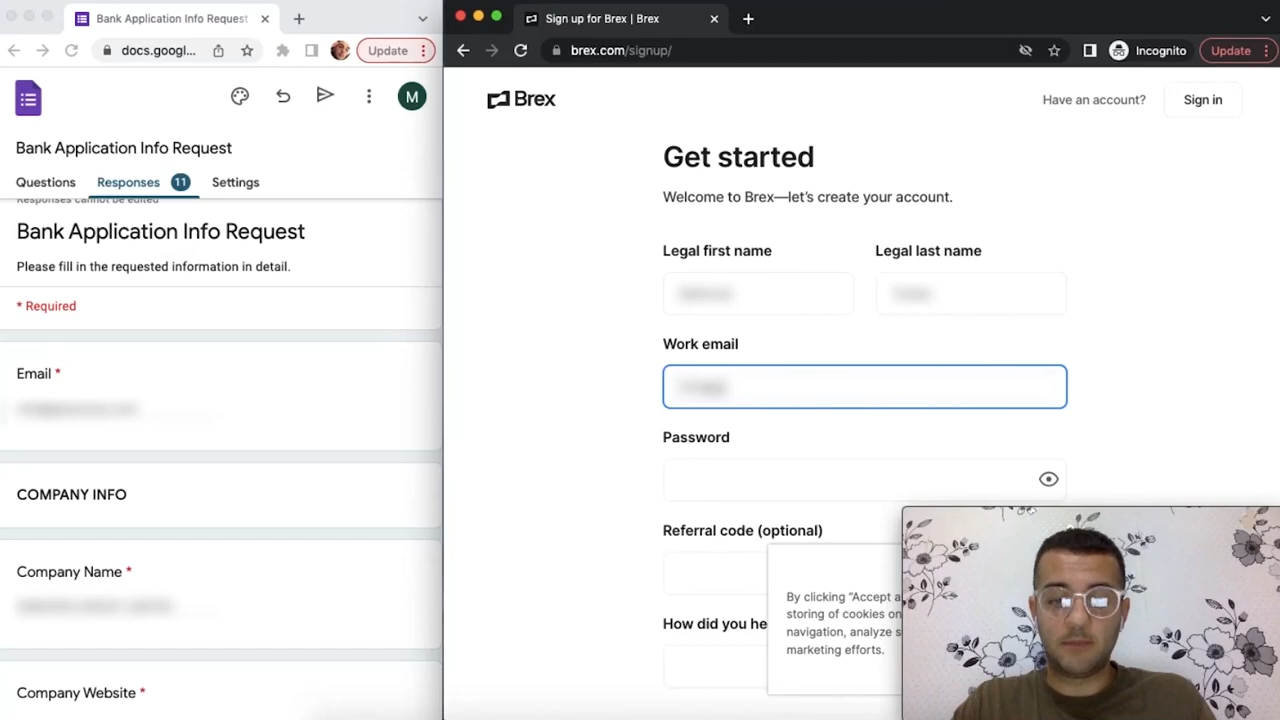 Bank Application Info Request
docs.googl...
Update
M
Bank Application Info Request
Questions
Responses
11
Settings
Responses cannot be edited
Bank Application Info Request
Please fill in the requested information in detail.
* Required
Email *
COMPANY INFO
Company Name *
Company Website *
Sign up for Brex | Brex
brex.com/signup/
Incognito
Update
Brex
Have an account?
Sign in
Get started
Welcome to Brex—let's create your account.
Legal first name
Legal last name
Work email
Password
Referral code (optional)
How did you he
By clicking “Accept a
storing of cookies on
navigation, analyze s
marketing efforts.